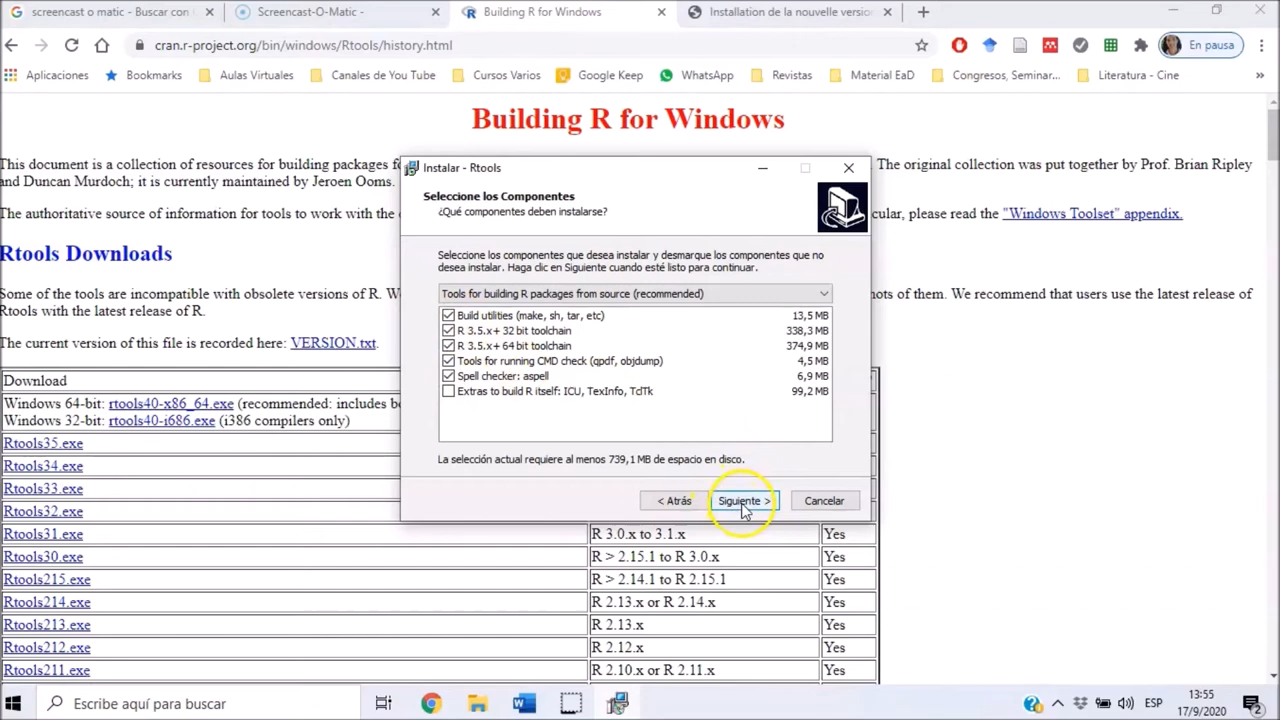 screencast o matic - Buscar con
Screencast-O-Matic -
Building R for Windows
Installation de la nouvelle version
cran.r-project.org/bin/windows/Rtools/history.html
En pausa
Aplicaciones
Bookmarks
Aulas Virtuales
Canales de You Tube
Cursos Varios
Google Keep
WhatsApp
Revistas
Material EaD
Congresos, Seminar...
Literatura - Cine
»
Building R for Windows
This document is a collection of resources for building packages f
The original collection was put together by Prof. Brian Ripley
and Duncan Murdoch; it is currently maintained by Jeroen Ooms.
The authoritative source of information for tools to work with the
cular, please read the "Windows Toolset" appendix.
Rtools Downloads
Some of the tools are incompatible with obsolete versions of R. W
nots of them. We recommend that users use the latest release of
Rtools with the latest release of R.
The current version of this file is recorded here: VERSION.txt.
Download
Windows 64-bit: rtools40-x86_64.exe (recommended: includes b
Windows 32-bit: rtools40-i686.exe (i386 compilers only)
Rtools35.exe
Rtools34.exe
Rtools33.exe
Rtools32.exe
Rtools31.exe R 3.0.x to 3.1.x Yes
Rtools30.exe R > 2.15.1 to R 3.0.x Yes
Rtools215.exe R > 2.14.1 to R 2.15.1 Yes
Rtools214.exe R 2.13.x or R 2.14.x Yes
Rtools213.exe R 2.13.x Yes
Rtools212.exe R 2.12.x Yes
Rtools211.exe R 2.10.x or R 2.11.x Yes
Instalar - Rtools
Seleccione los Componentes
¿Qué componentes deben instalarse?
Seleccione los componentes que desea instalar y desmarque los componentes que no
desea instalar. Haga clic en Siguiente cuando esté listo para continuar.
Tools for building R packages from source (recommended)
Build utilities (make, sh, tar, etc) 13,5 MB
R 3.5.x+ 32 bit toolchain 338,3 MB
R 3.5.x+ 64 bit toolchain 374,9 MB
Tools for running CMD check (qpdf, objdump) 4,5 MB
Spell checker: aspell 6,9 MB
Extras to build R itself: ICU, TexInfo, TclTk 99,2 MB
La selección actual requiere al menos 739,1 MB de espacio en disco.
< Atrás
Siguiente >
Cancelar
Escribe aquí para buscar
ESP
13:55
17/9/2020
2